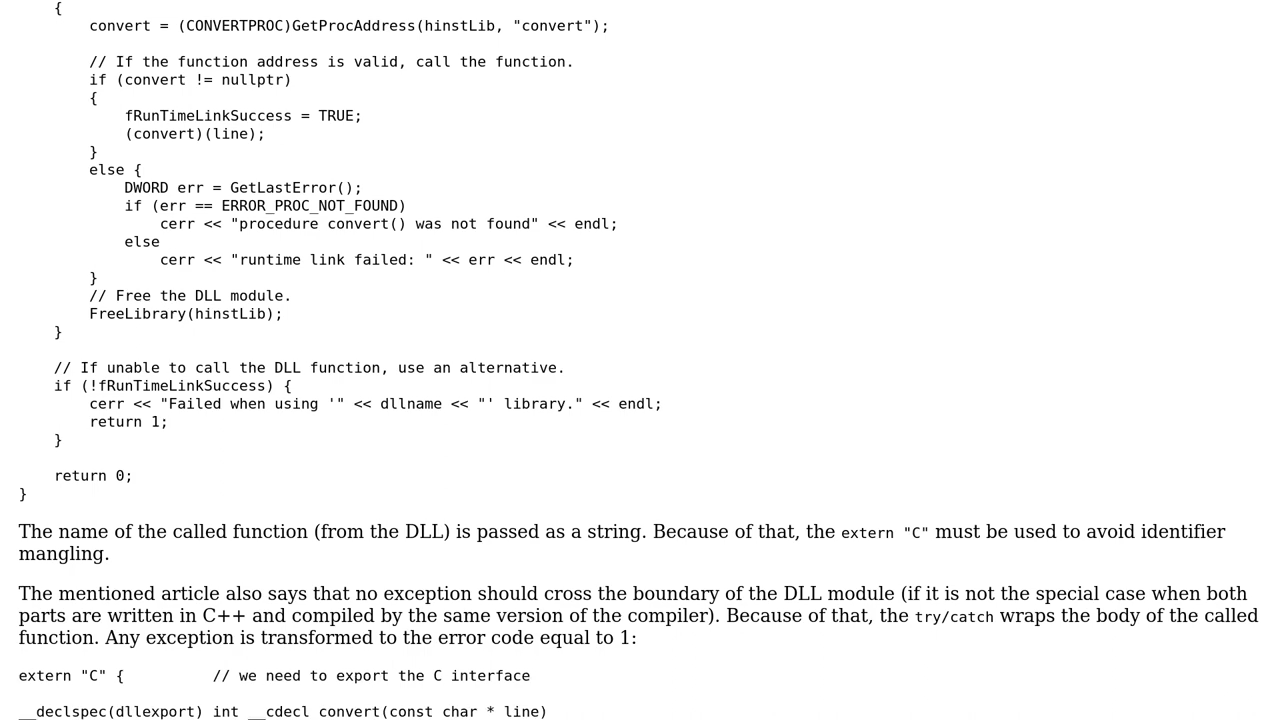 {
convert = (CONVERTPROC)GetProcAddress(hinstLib, "convert");
// If the function address is valid, call the function.
if (convert != nullptr)
{
fRunTimeLinkSuccess = TRUE;
(convert)(line);
}
else {
DWORD err = GetLastError();
if (err == ERROR_PROC_NOT_FOUND)
cerr << "procedure convert() was not found" << endl;
else
cerr << "runtime link failed: " << err << endl;
}
// Free the DLL module.
FreeLibrary(hinstLib);
}
// If unable to call the DLL function, use an alternative.
if (!fRunTimeLinkSuccess) {
cerr << "Failed when using '" << dllname << "' library." << endl;
return 1;
}
return 0;
}
The name of the called function (from the DLL) is passed as a string. Because of that, the extern "C" must be used to avoid identifier
mangling.
The mentioned article also says that no exception should cross the boundary of the DLL module (if it is not the special case when both
parts are written in C++ and compiled by the same version of the compiler). Because of that, the try/catch wraps the body of the called
function. Any exception is transformed to the error code equal to 1:
extern "C" {          // we need to export the C interface
__declspec(dllexport) int __cdecl convert(const char * line)